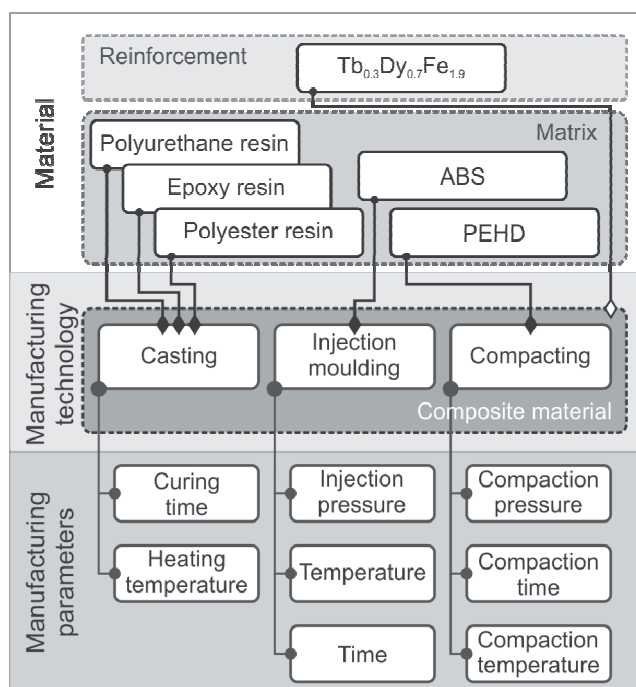 Material
Reinforcement
Tb₀.₃Dy₀.₇Fe₁.₉
Matrix
Polyurethane resin
Epoxy resin
Polyester resin
ABS
PEHD
Manufacturing
technology
Casting
Injection
moulding
Compacting
Composite material
Manufacturing
parameters
Curing
time
Heating
temperature
Injection
pressure
Temperature
Time
Compaction
pressure
Compaction
time
Compaction
temperature